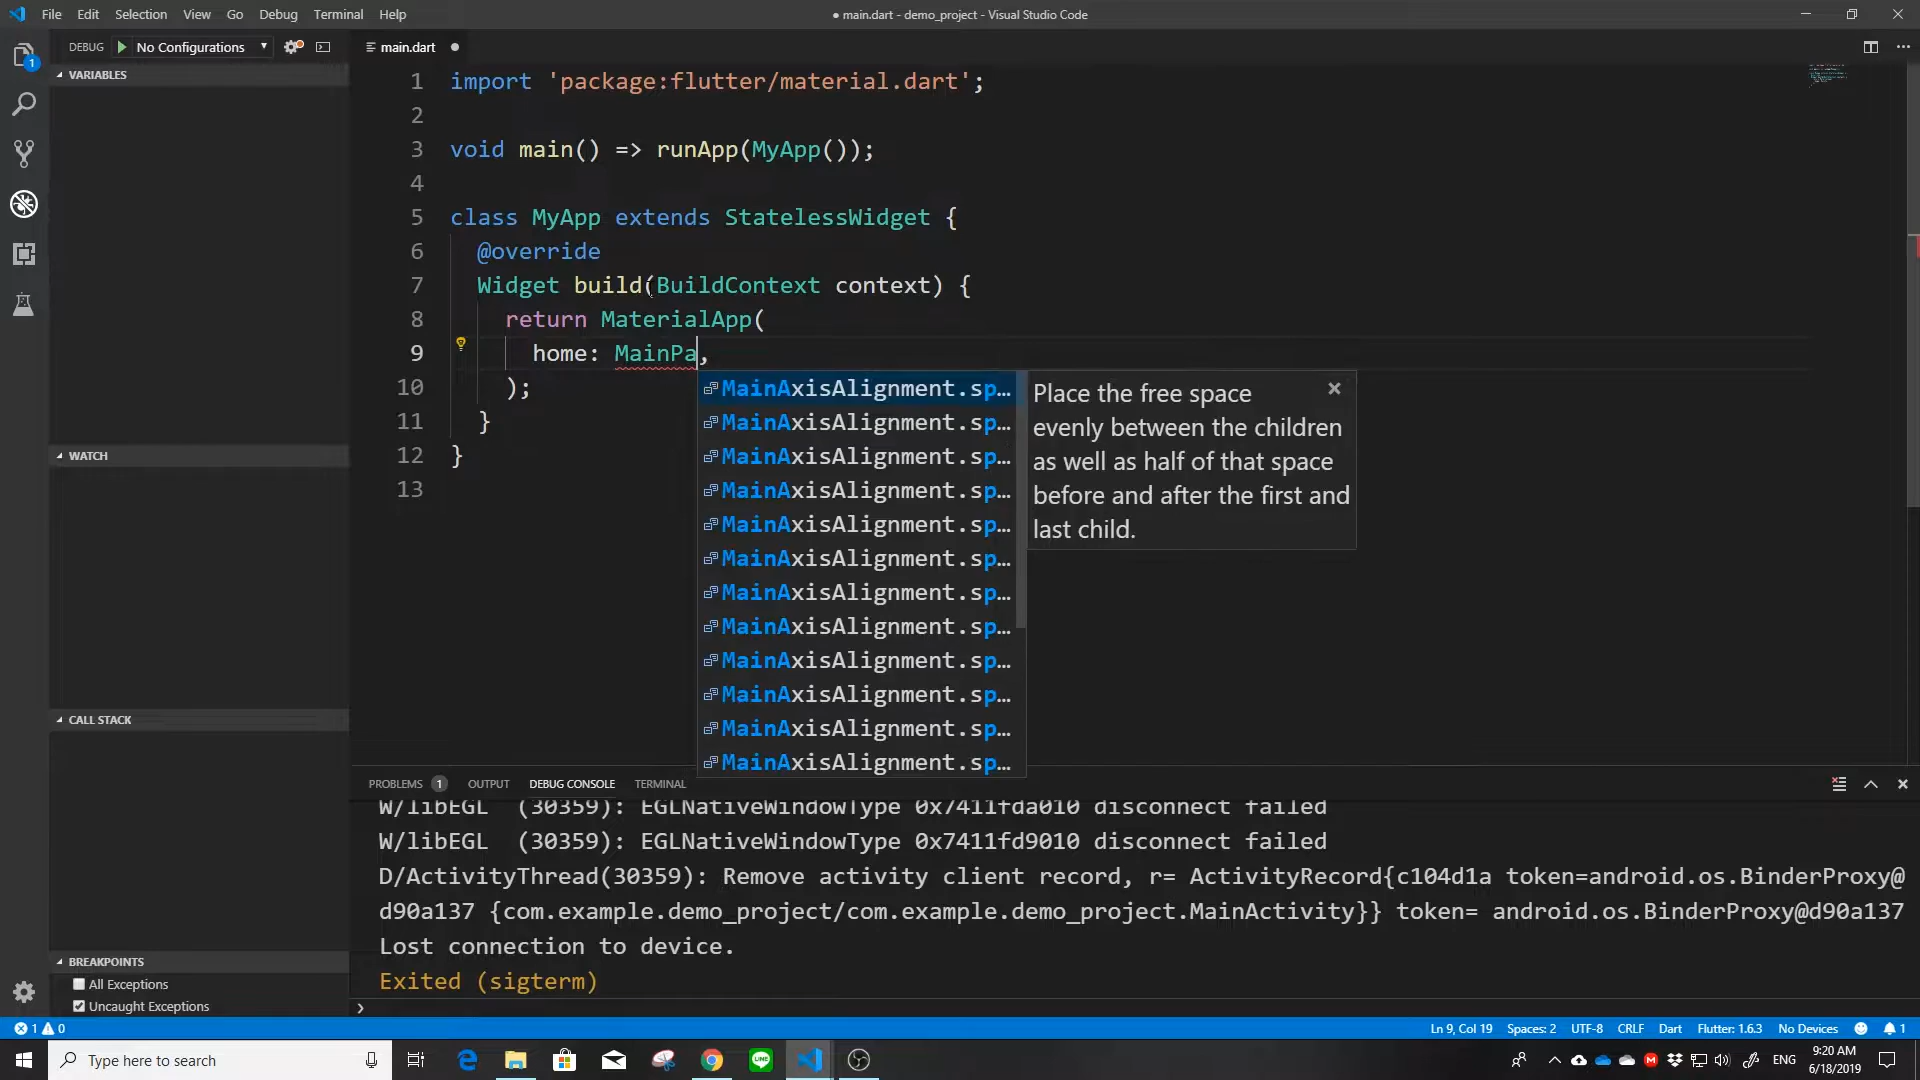 File Edit Selection View Go Debug Terminal Help
● main.dart - demo_project - Visual Studio Code
DEBUG No Configurations
main.dart
VARIABLES
1 import 'package:flutter/material.dart';
2
3 void main() => runApp(MyApp());
4
5 class MyApp extends StatelessWidget {
6 @override
7 Widget build(BuildContext context) {
8 return MaterialApp(
9 home: MainPa,
10 );
11 }
12 }
13
MainAxisAlignment.sp…
MainAxisAlignment.sp…
MainAxisAlignment.sp…
MainAxisAlignment.sp…
MainAxisAlignment.sp…
MainAxisAlignment.sp…
MainAxisAlignment.sp…
MainAxisAlignment.sp…
MainAxisAlignment.sp…
MainAxisAlignment.sp…
MainAxisAlignment.sp…
MainAxisAlignment.sp…
Place the free space
evenly between the children
as well as half of that space
before and after the first and
last child.
WATCH
CALL STACK
BREAKPOINTS
All Exceptions
Uncaught Exceptions
PROBLEMS 1 OUTPUT DEBUG CONSOLE TERMINAL
W/libEGL (30359): EGLNativeWindowType 0x7411fda010 disconnect failed
W/libEGL (30359): EGLNativeWindowType 0x7411fd9010 disconnect failed
D/ActivityThread(30359): Remove activity client record, r= ActivityRecord{c104d1a token=android.os.BinderProxy@
d90a137 {com.example.demo_project/com.example.demo_project.MainActivity}} token= android.os.BinderProxy@d90a137
Lost connection to device.
Exited (sigterm)
1 0
Ln 9, Col 19 Spaces: 2 UTF-8 CRLF Dart Flutter: 1.6.3 No Devices 1
Type here to search
LINE
ENG
9:20 AM
6/18/2019